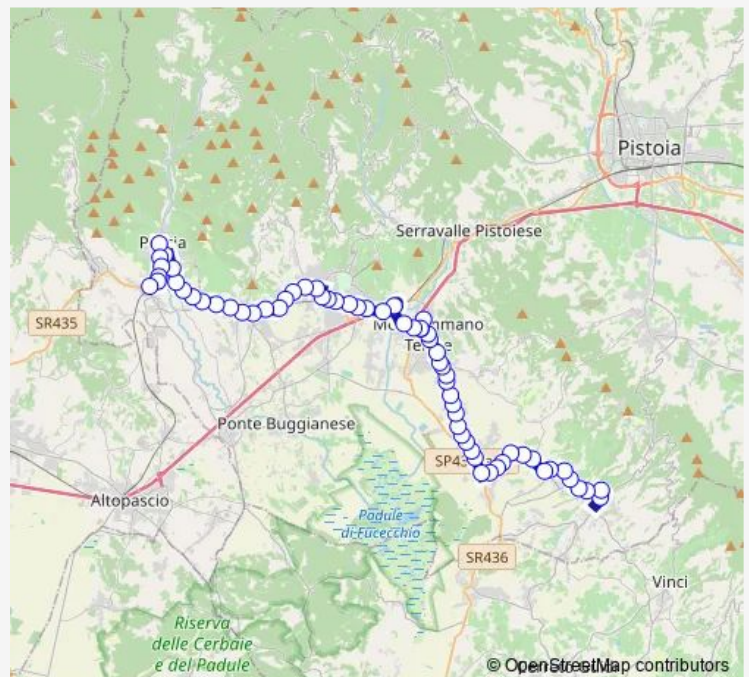 Pistoia
Serravalle Pistoiese
SR435
Ponte Buggianese
Altopascio
Padule
di Fucecchio
SR436
Vinci
Riserva
delle Cerbaie
e del Padule
© OpenStreetMap contributors